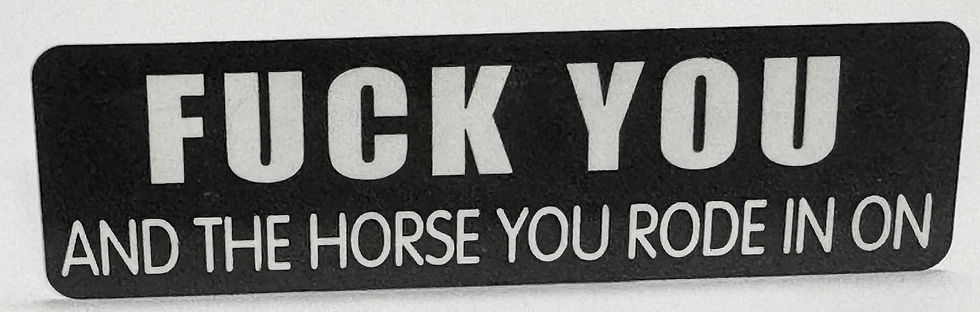 FUCK YOU
AND THE HORSE YOU RODE IN ON